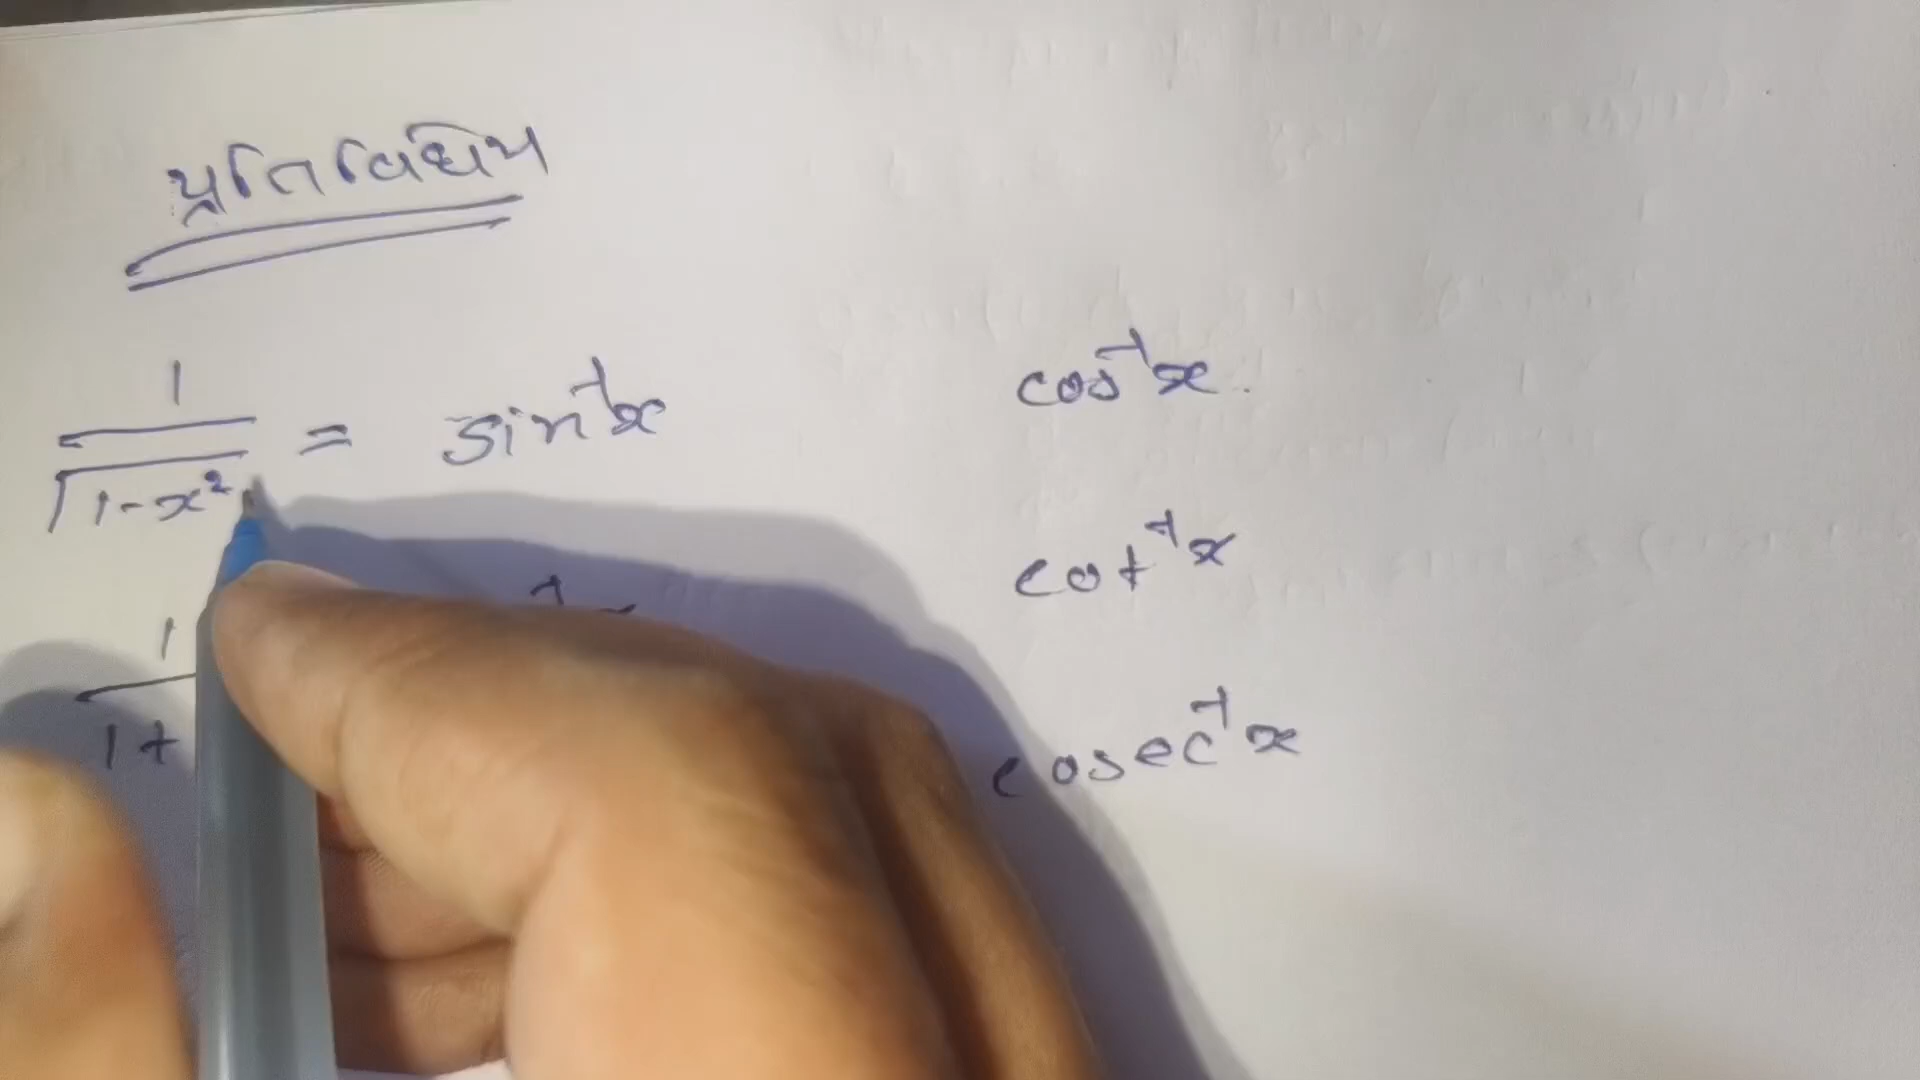 પ્રતિવિધેય
1/√1-x² = sin⁻¹x cos⁻¹x
cot⁻¹x
1/1+
cosec⁻¹x